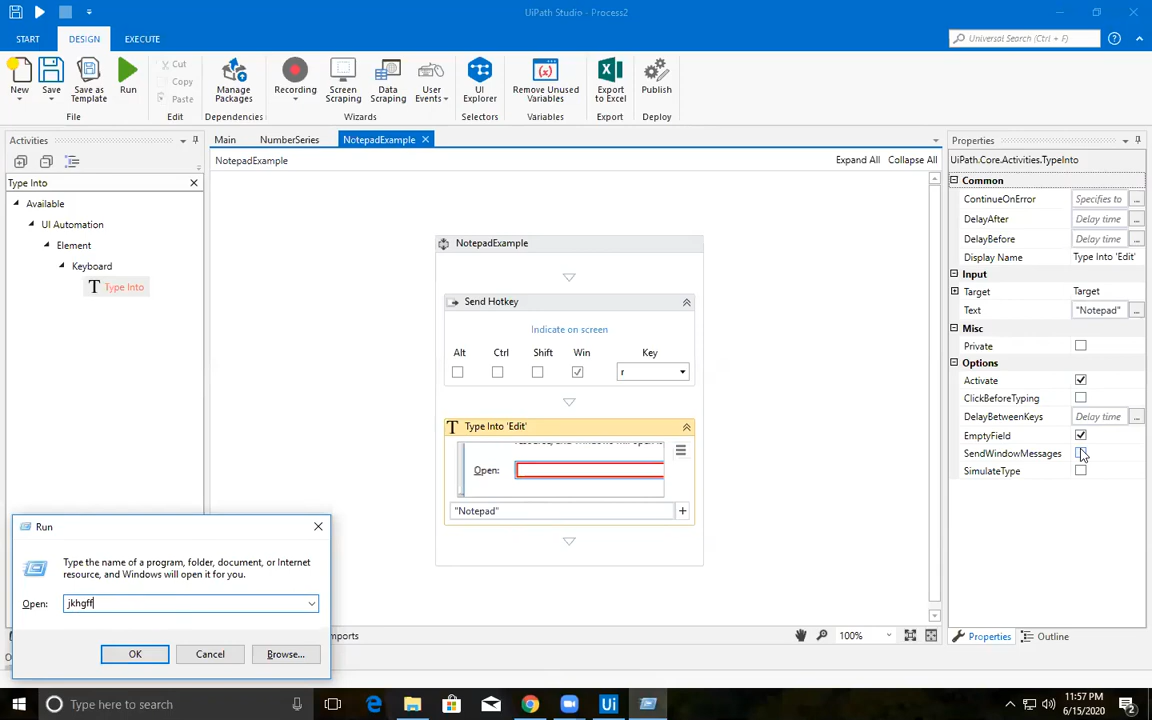 UiPath Studio - Process2
START
DESIGN
EXECUTE
Universal Search (Ctrl + F)
New
Save
Save as Template
Run
Cut
Copy
Paste
Manage Packages
Recording
Screen Scraping
Data Scraping
User Events
UI Explorer
Remove Unused Variables
Export to Excel
Publish
File
Edit
Dependencies
Wizards
Selectors
Variables
Export
Deploy
Activities
Main
NumberSeries
NotepadExample
Properties
NotepadExample
Expand All
Collapse All
UiPath.Core.Activities.TypeInto
Type Into
Available
UI Automation
Element
Keyboard
Type Into
NotepadExample
Send Hotkey
Indicate on screen
Alt
Ctrl
Shift
Win
Key
r
Type Into 'Edit'
Open:
"Notepad"
Common
ContinueOnError
Specifies to
DelayAfter
Delay time
DelayBefore
Delay time
Display Name
Type Into 'Edit'
Input
Target
Target
Text
"Notepad"
Misc
Private
Options
Activate
ClickBeforeTyping
DelayBetweenKeys
Delay time
EmptyField
SendWindowMessages
SimulateType
Run
Type the name of a program, folder, document, or Internet
resource, and Windows will open it for you.
Open:
jkhgff
OK
Cancel
Browse...
100%
Properties
Outline
Type here to search
11:57 PM
6/15/2020
2